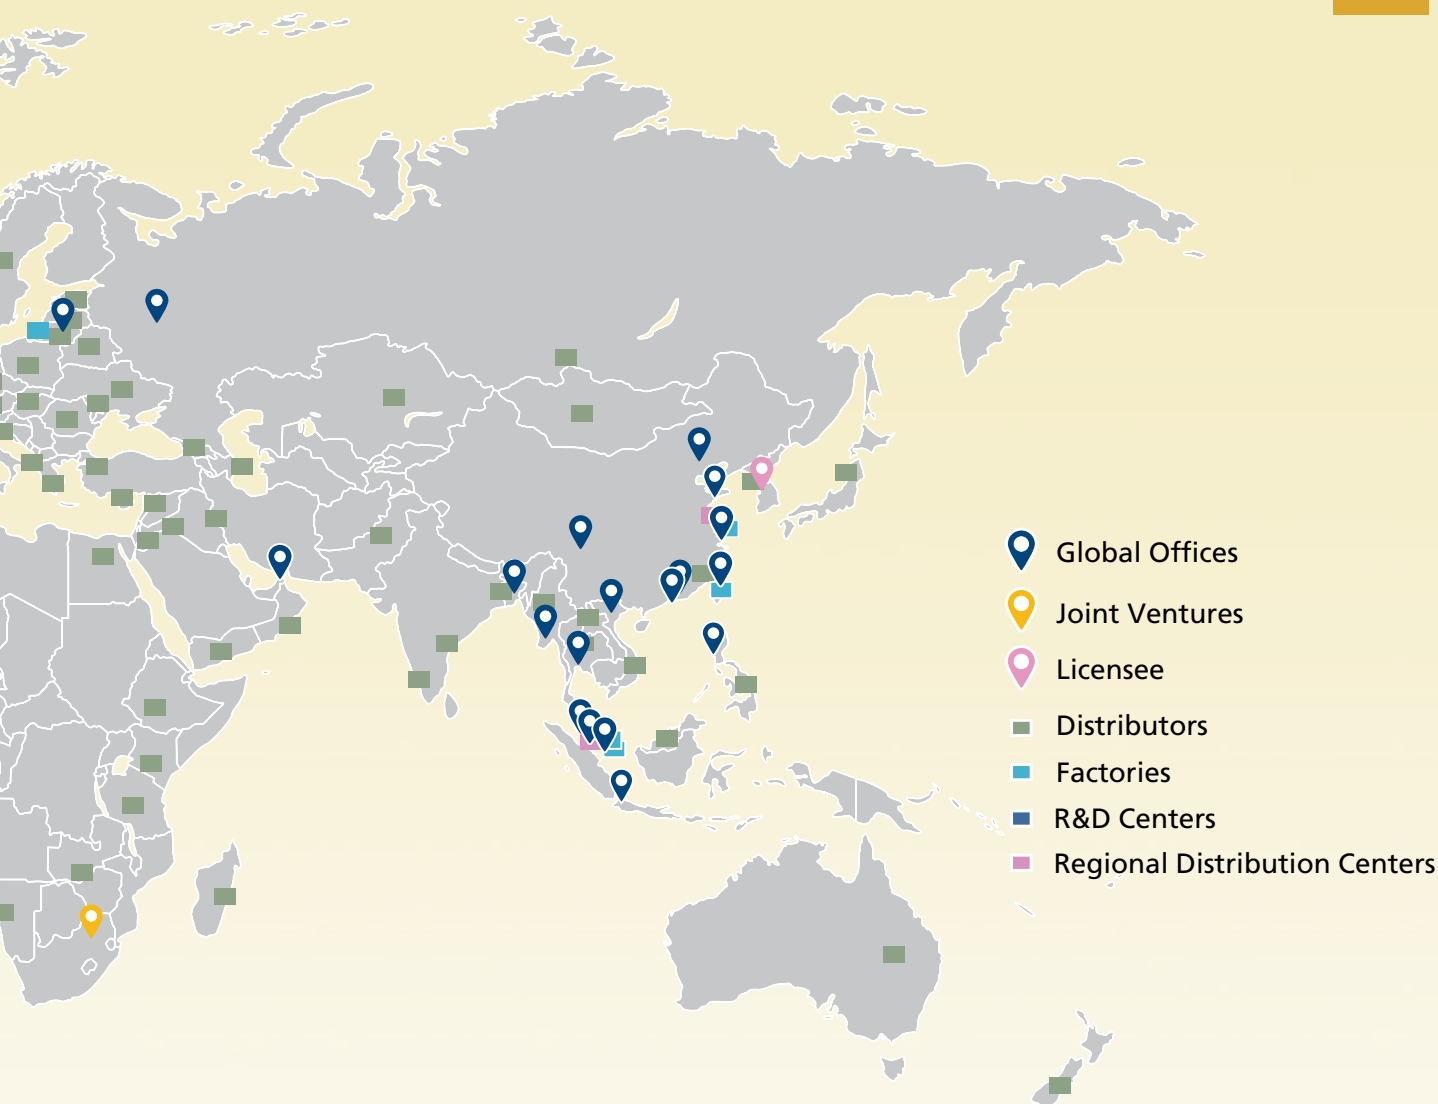 Global Offices
Joint Ventures
Licensee
Distributors
Factories
R&D Centers
Regional Distribution Centers